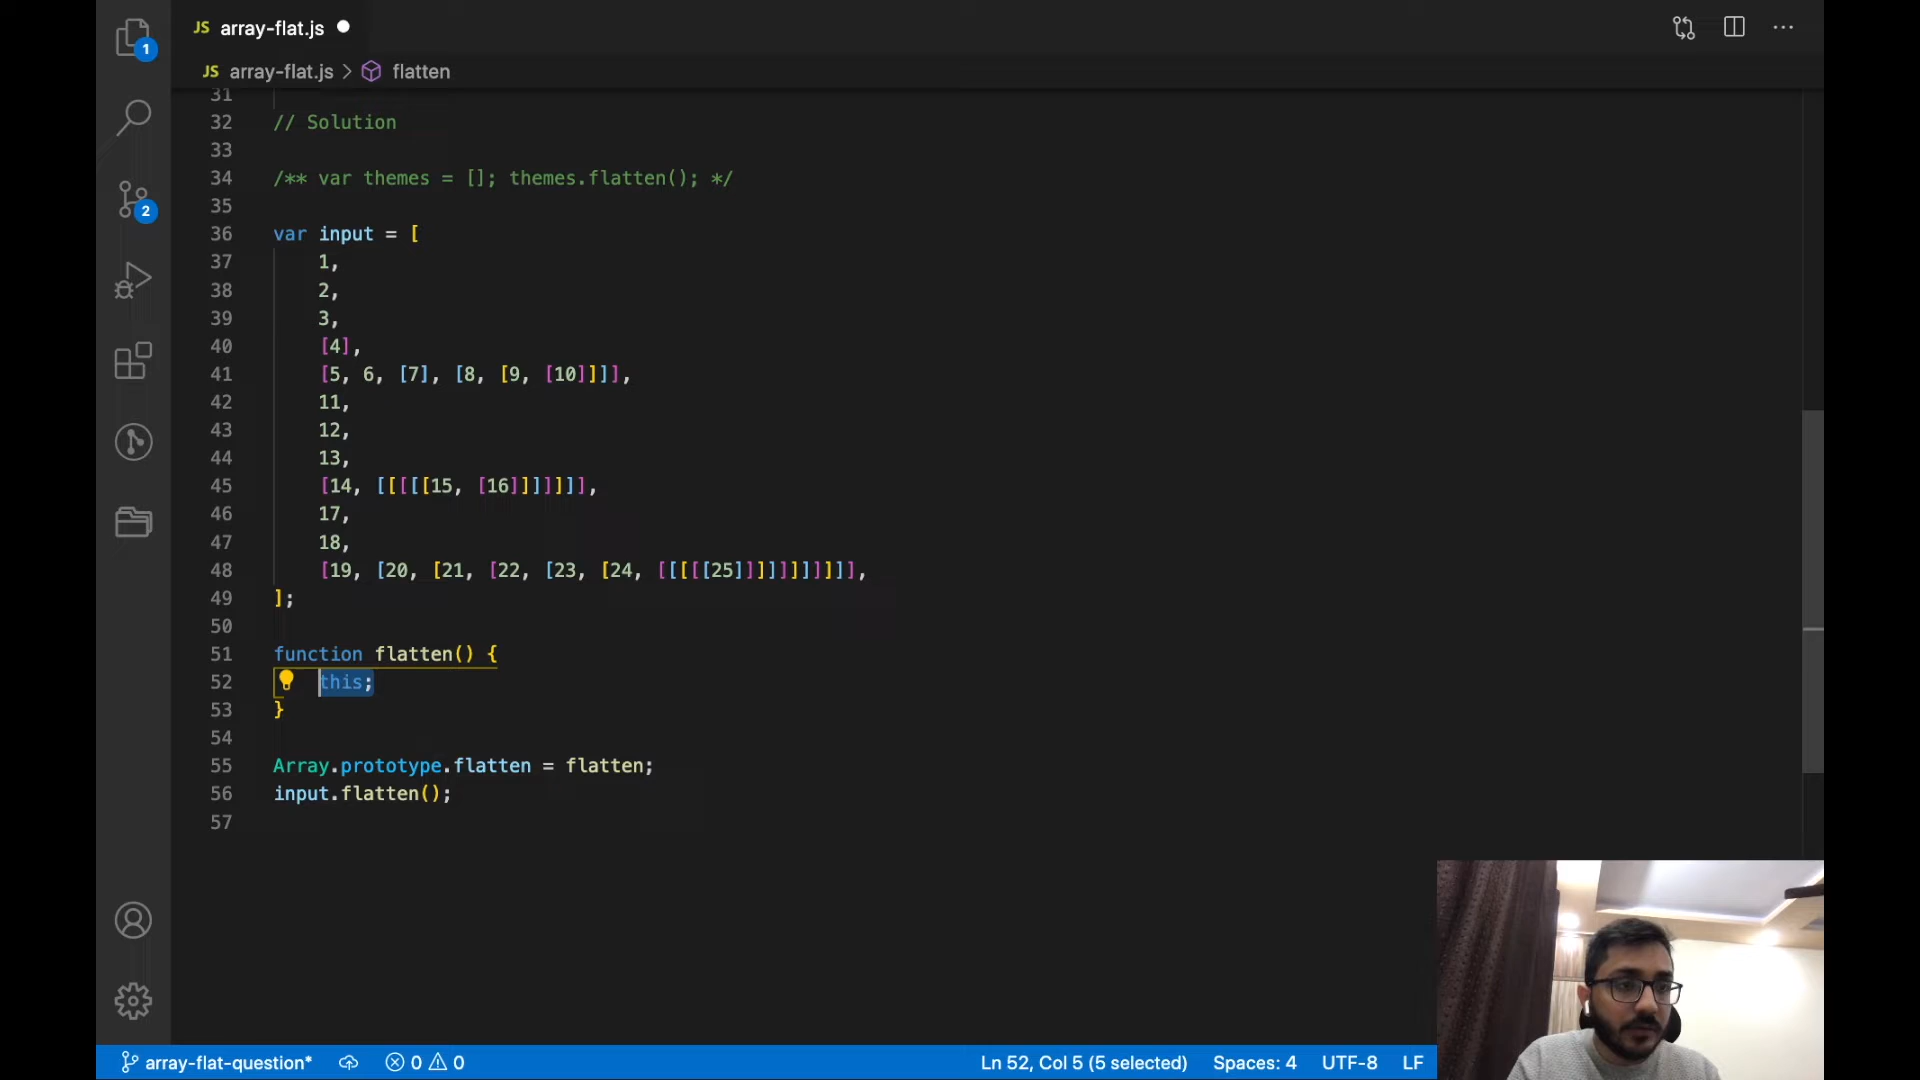 1
JS array-flat.js
JS array-flat.js > flatten
2
31
32 // Solution
33
34 /** var themes = []; themes.flatten(); */
35
36 var input = [
37 1,
38 2,
39 3,
40 [4],
41 [5, 6, [7], [8, [9, [10]]]],
42 11,
43 12,
44 13,
45 [14, [[[[[15, [16]]]]]]],
46 17,
47 18,
48 [19, [20, [21, [22, [23, [24, [[[[[25]]]]]]]]]]],
49 ];
50
51 function flatten() {
52 this;
53 }
54
55 Array.prototype.flatten = flatten;
56 input.flatten();
57
array-flat-question* 0 0 Ln 52, Col 5 (5 selected) Spaces: 4 UTF-8 LF